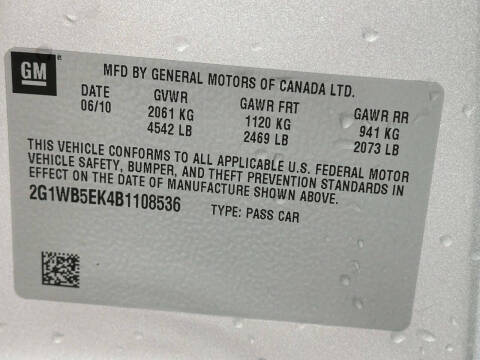 GM
MFD BY GENERAL MOTORS OF CANADA LTD.
DATE GVWR GAWR FRT GAWR RR
06/10 2061 KG 1120 KG 941 KG
4542 LB 2469 LB 2073 LB
THIS VEHICLE CONFORMS TO ALL APPLICABLE U.S. FEDERAL MOTOR
VEHICLE SAFETY, BUMPER, AND THEFT PREVENTION STANDARDS IN
EFFECT ON THE DATE OF MANUFACTURE SHOWN ABOVE.
2G1WB5EK4B1108536 TYPE: PASS CAR